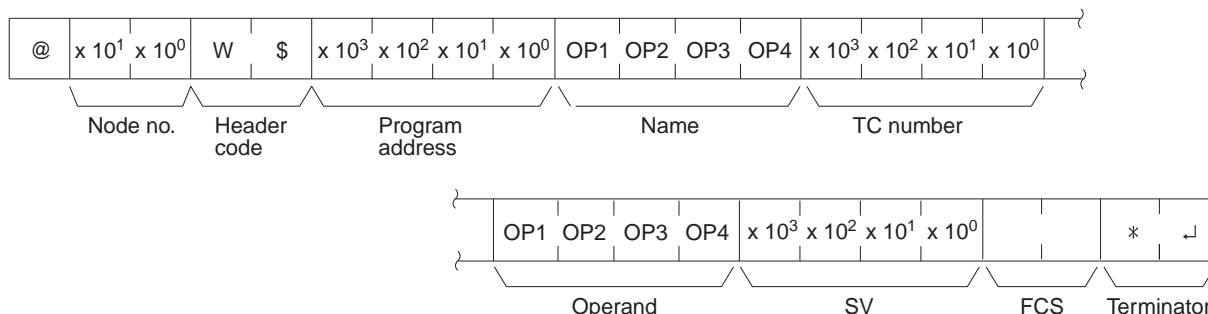 @ x 10¹ x 10⁰ W $ x 10³ x 10² x 10¹ x 10⁰ OP1 OP2 OP3 OP4 x 10³ x 10² x 10¹ x 10⁰
Node no. Header code Program address Name TC number
OP1 OP2 OP3 OP4 x 10³ x 10² x 10¹ x 10⁰ * ↵
Operand SV FCS Terminator